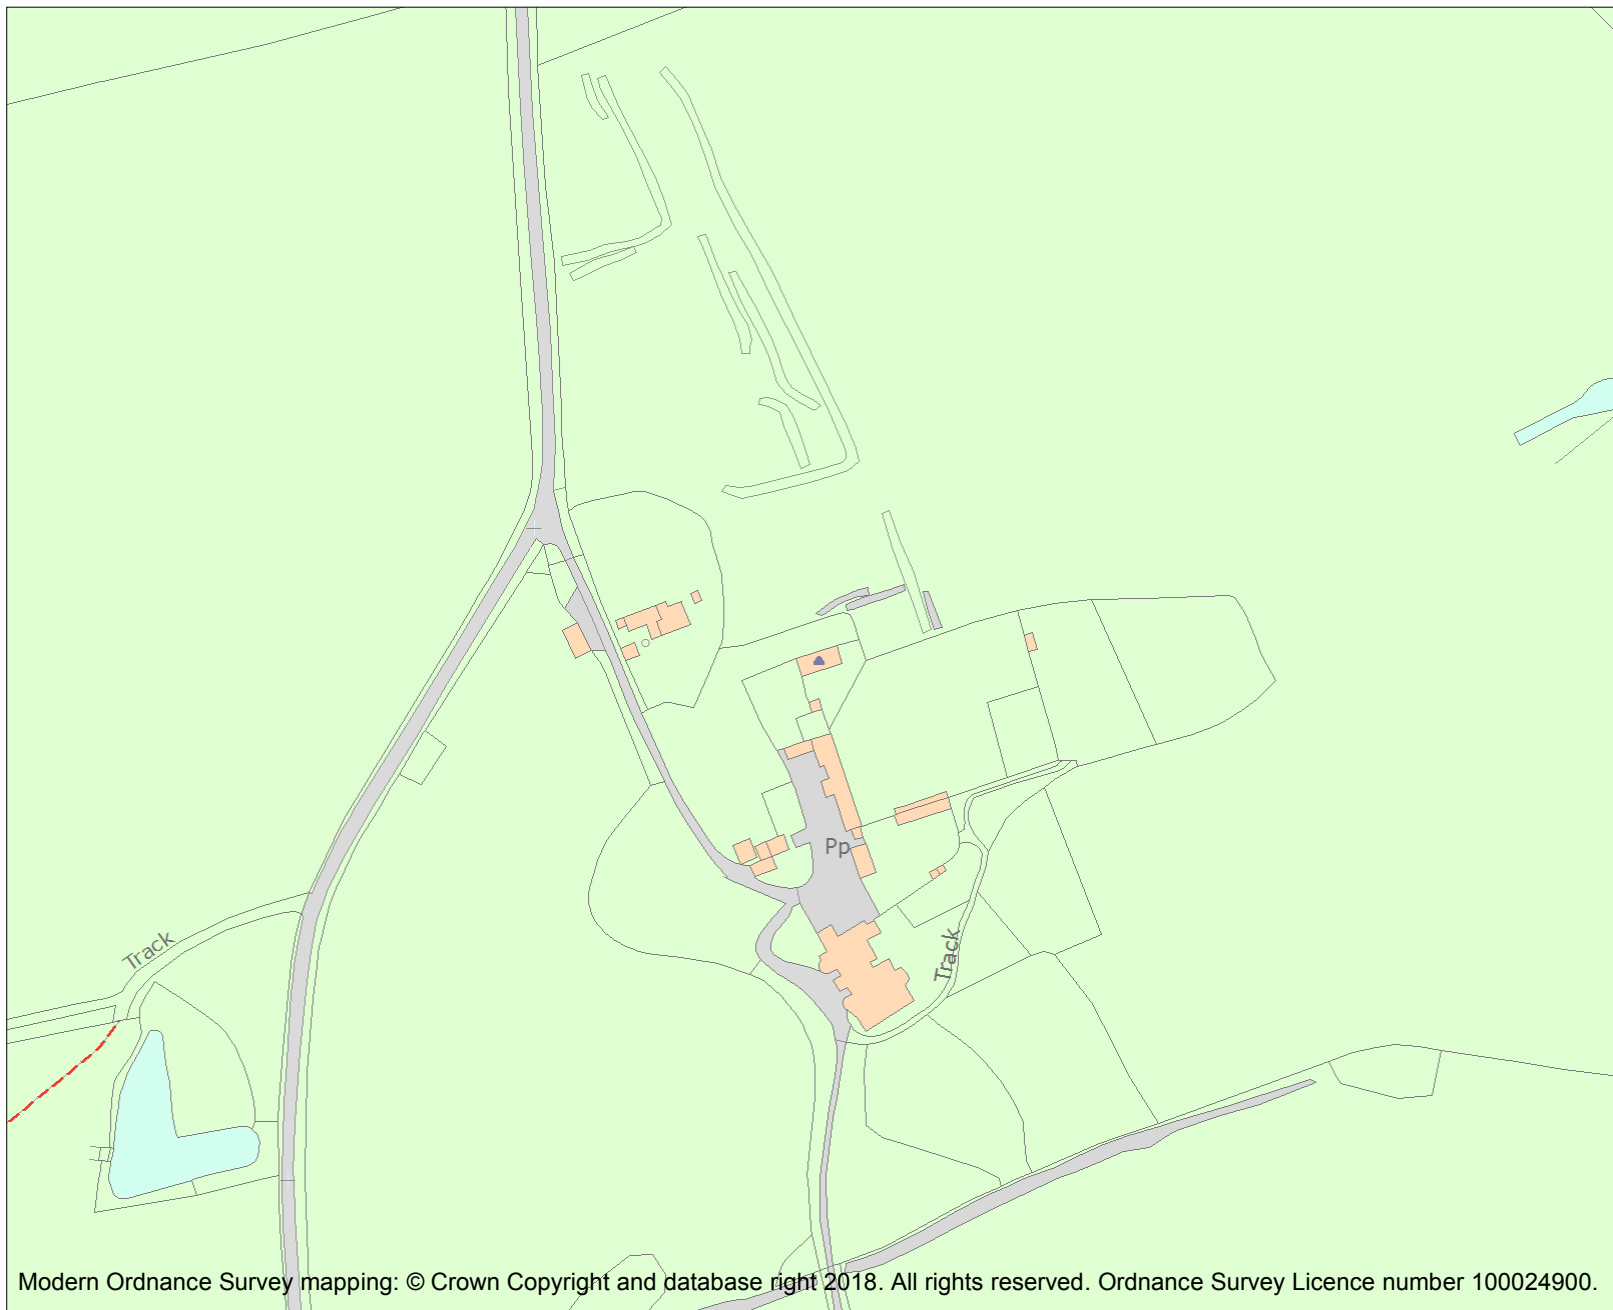 Pp
Track
Track
Modern Ordnance Survey mapping: © Crown Copyright and database right 2018. All rights reserved. Ordnance Survey Licence number 100024900.